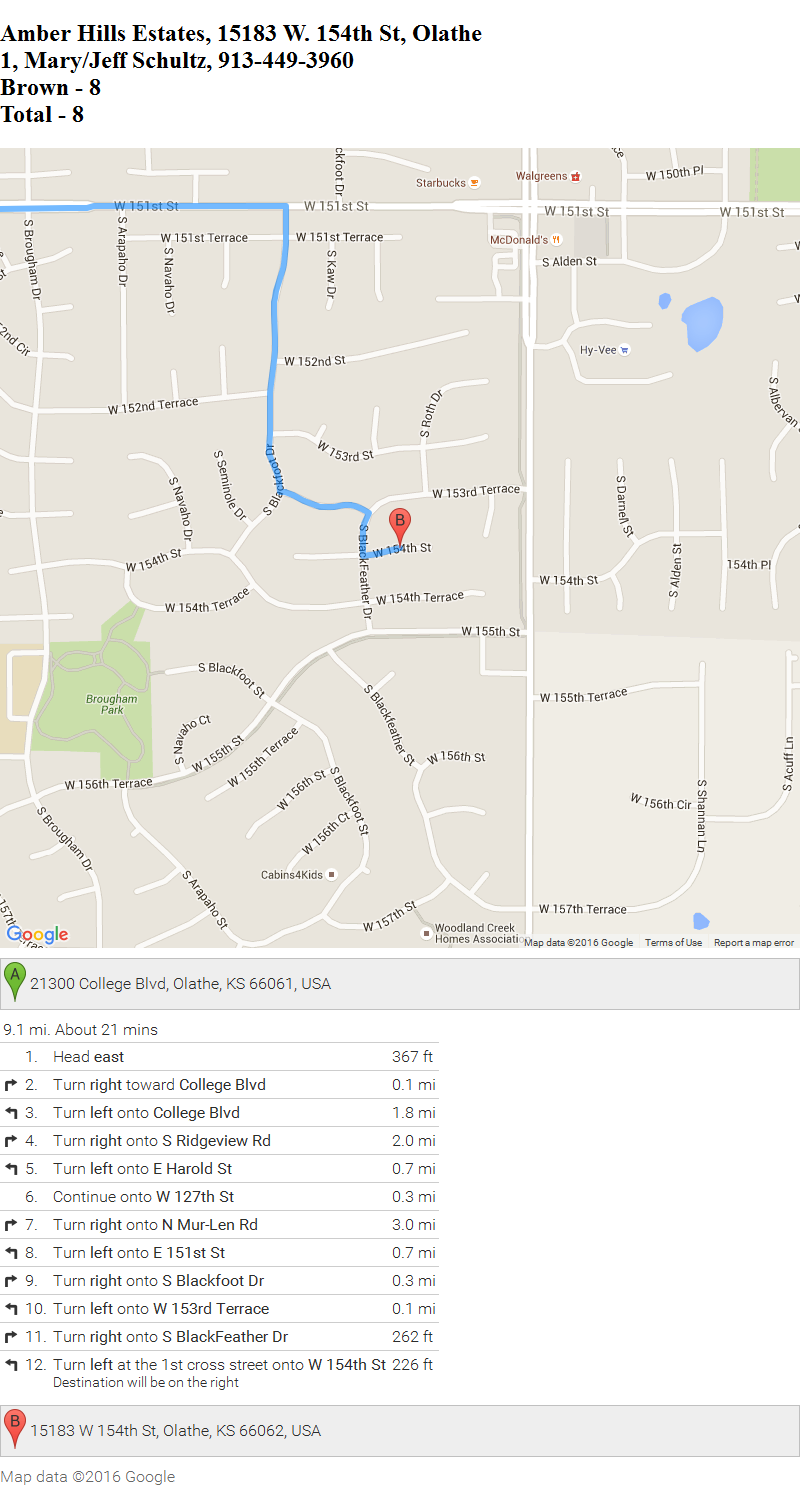 Amber Hills Estates, 15183 W. 154th St, Olathe
1, Mary/Jeff Schultz, 913-449-3960
Brown - 8
Total - 8
ckfoot Dr
Starbucks
Walgreens
W 150th Pl
W 151st St
W 151st St
W 151st St
W 151st St
S Brougham Dr
S Arapaho Dr
W 151st Terrace
W 151st Terrace
McDonald's
S Navaho Dr
S Kaw Dr
S Alden St
2nd Cir
W 152nd St
Hy-Vee
W 152nd Terrace
S Roth Dr
S Albervan
W 153rd St
S Blackfoot Dr
S Seminole Dr
S Navaho Dr
W 153rd Terrace
S Darnell St
S BlackFeather Dr
B
W 154th St
W 154th St
W 154th St
S Alden St
154th Pl
W 154th Terrace
W 154th Terrace
W 155th St
S Blackfoot St
Brougham
Park
S Blackfeather St
W 155th Terrace
S Navaho Ct
W 155th St
W 155th Terrace
W 156th St
S Acuff Ln
W 156th Terrace
W 156th St
S Blackfoot St
S Shannan Ln
W 156th Cir
S Brougham Dr
W 156th Ct
Cabins4Kids
S Arapaho St
W 157th St
W 157th Terrace
Woodland Creek
Homes Associatio
Google
Map data ©2016 Google
Terms of Use
Report a map error
A 21300 College Blvd, Olathe, KS 66061, USA
9.1 mi. About 21 mins
1. Head east 367 ft
2. Turn right toward College Blvd 0.1 mi
3. Turn left onto College Blvd 1.8 mi
4. Turn right onto S Ridgeview Rd 2.0 mi
5. Turn left onto E Harold St 0.7 mi
6. Continue onto W 127th St 0.3 mi
7. Turn right onto N Mur-Len Rd 3.0 mi
8. Turn left onto E 151st St 0.7 mi
9. Turn right onto S Blackfoot Dr 0.3 mi
10. Turn left onto W 153rd Terrace 0.1 mi
11. Turn right onto S BlackFeather Dr 262 ft
12. Turn left at the 1st cross street onto W 154th St 226 ft
Destination will be on the right
B 15183 W 154th St, Olathe, KS 66062, USA
Map data ©2016 Google